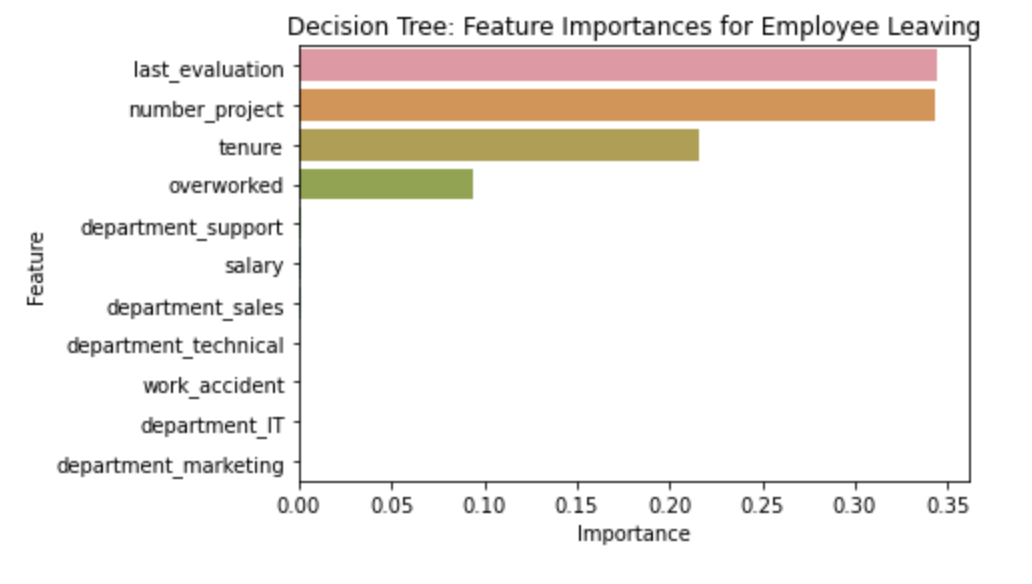 Decision Tree: Feature Importances for Employee Leaving
last_evaluation
number_project
tenure
overworked
department_support
salary
department_sales
department_technical
work_accident
department_IT
department_marketing
Feature
0.00 0.05 0.10 0.15 0.20 0.25 0.30 0.35
Importance